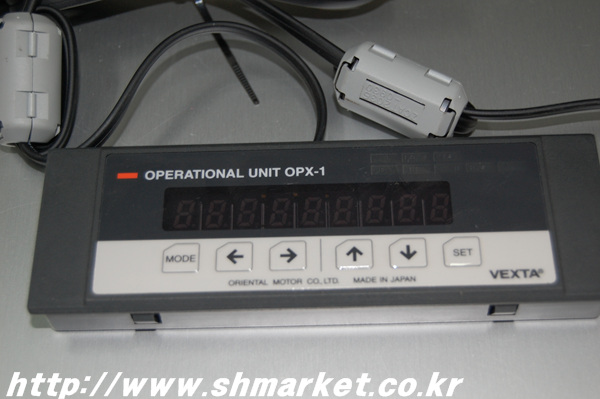 OPERATIONAL UNIT OPX-1
MODE
SET
ORIENTAL MOTOR CO., LTD. MADE IN JAPAN
VEXTA®
http://www.shmarket.co.kr